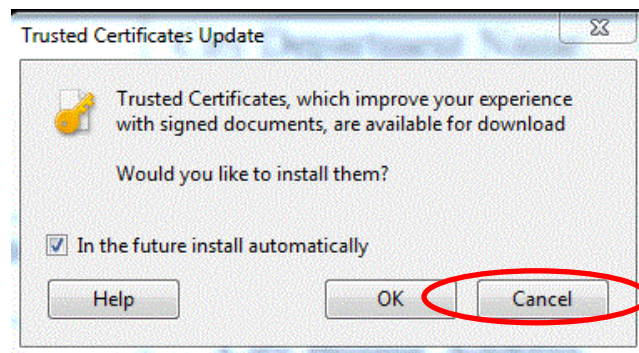 Trusted Certificates Update
Trusted Certificates, which improve your experience
with signed documents, are available for download
Would you like to install them?
In the future install automatically
Help
OK
Cancel